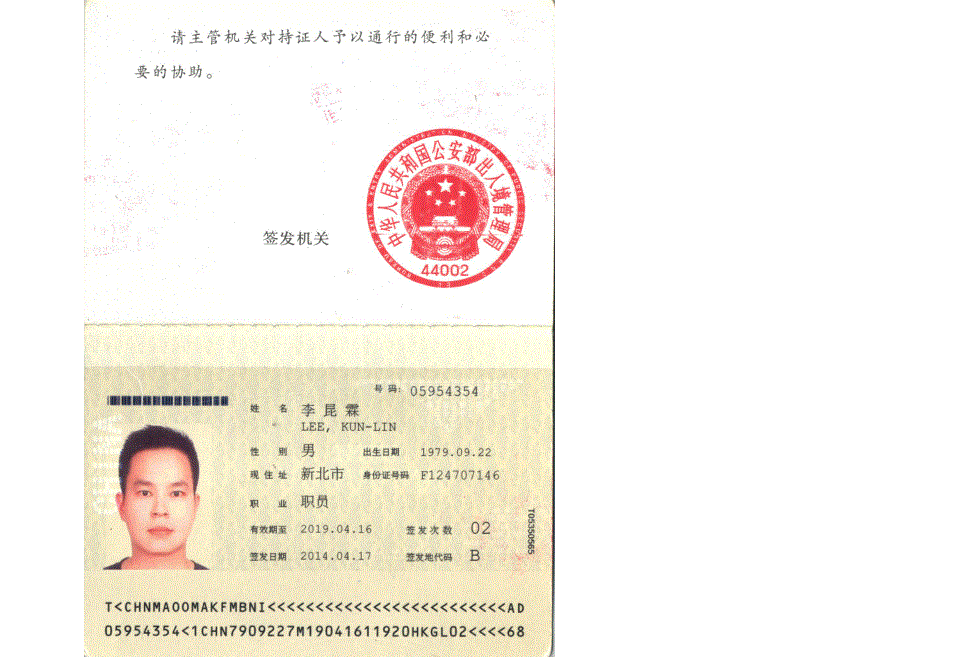 请主管机关对持证人予以通行的便利和必
要的协助。
中华人民共和国公安部出入境管理局
签发机关
44002
号 码: 05954354
姓 名 李昆霖
LEE, KUN-LIN
性 别 男 出生日期 1979.09.22
现住址 新北市 身份证号码 F124707146
职 业 职员
有效期至 2019.04.16 签发次数 02
签发日期 2014.04.17 签发地代码 B
T05350565
T<CHNMA00MAKFMBNI<<<<<<<<<<<<<<<<<<<<<<<<<AD
05954354<1CHN7909227M1904161192OHKGL02<<<<68